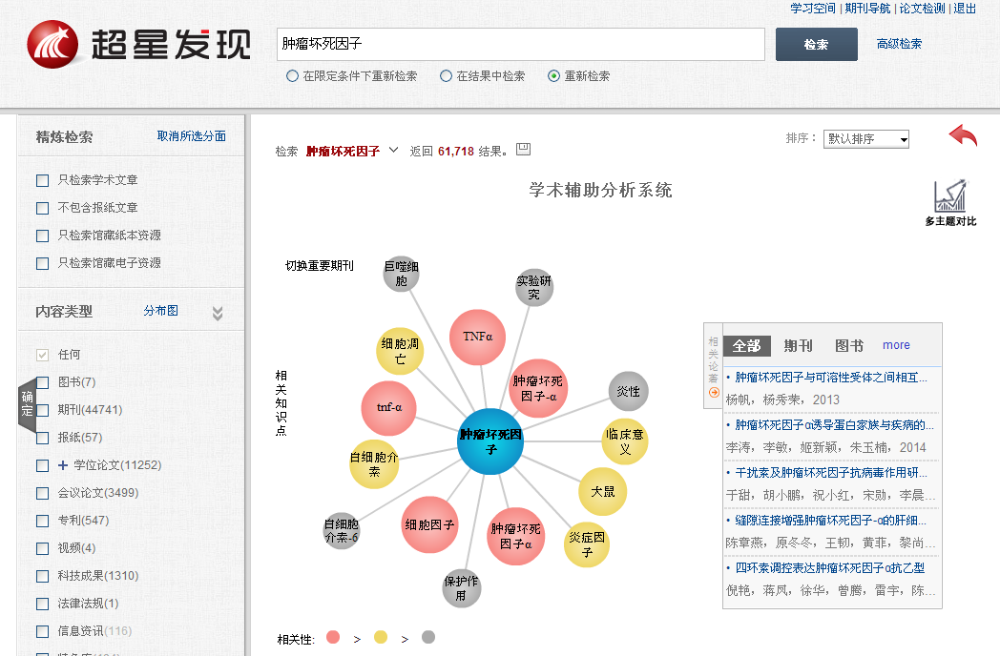 学习空间 | 期刊导航 | 论文检测 | 退出
超星发现
肿瘤坏死因子
检索
高级检索
在限定条件下重新检索
在结果中检索
重新检索
精炼检索
取消所选分面
只检索学术文章
不包含报纸文章
只检索馆藏纸本资源
只检索馆藏电子资源
内容类型
分布图
任何
图书(7)
期刊(44741)
报纸(57)
学位论文(11252)
会议论文(3499)
专利(547)
视频(4)
科技成果(1310)
法律法规(1)
信息资讯(116)
确定
检索 肿瘤坏死因子 返回 61,718 结果。
排序：
默认排序
学术辅助分析系统
多主题对比
切换重要期刊
相关知识点
巨噬细
胞
实验研
究
TNFα
细胞凋
亡
肿瘤坏死
因子-α
炎性
tnf-α
肿瘤坏死因
子
临床意
义
白细胞介
素
大鼠
白细胞
介素-6
细胞因子
肿瘤坏死
因子α
炎症因
子
保护作
用
相关性:
>
>
相关论著
全部
期刊
图书
more
• 肿瘤坏死因子与可溶性受体之间相互...
杨帆，杨秀荣，2013
• 肿瘤坏死因子α诱导蛋白家族与疾病的...
李涛，李敏，姬新颖，朱玉楠，2014
• 干扰素及肿瘤坏死因子抗病毒作用研...
于甜，胡小鹏，祝小红，宋勋，李晨...
• 缝隙连接增强肿瘤坏死因子-α的肝细...
陈章燕，原冬冬，王韧，黄菲，黎尚...
• 四环素调控表达肿瘤坏死因子α抗乙型
倪艳，蒋凤，徐华，曾腾，雷宇，陈...